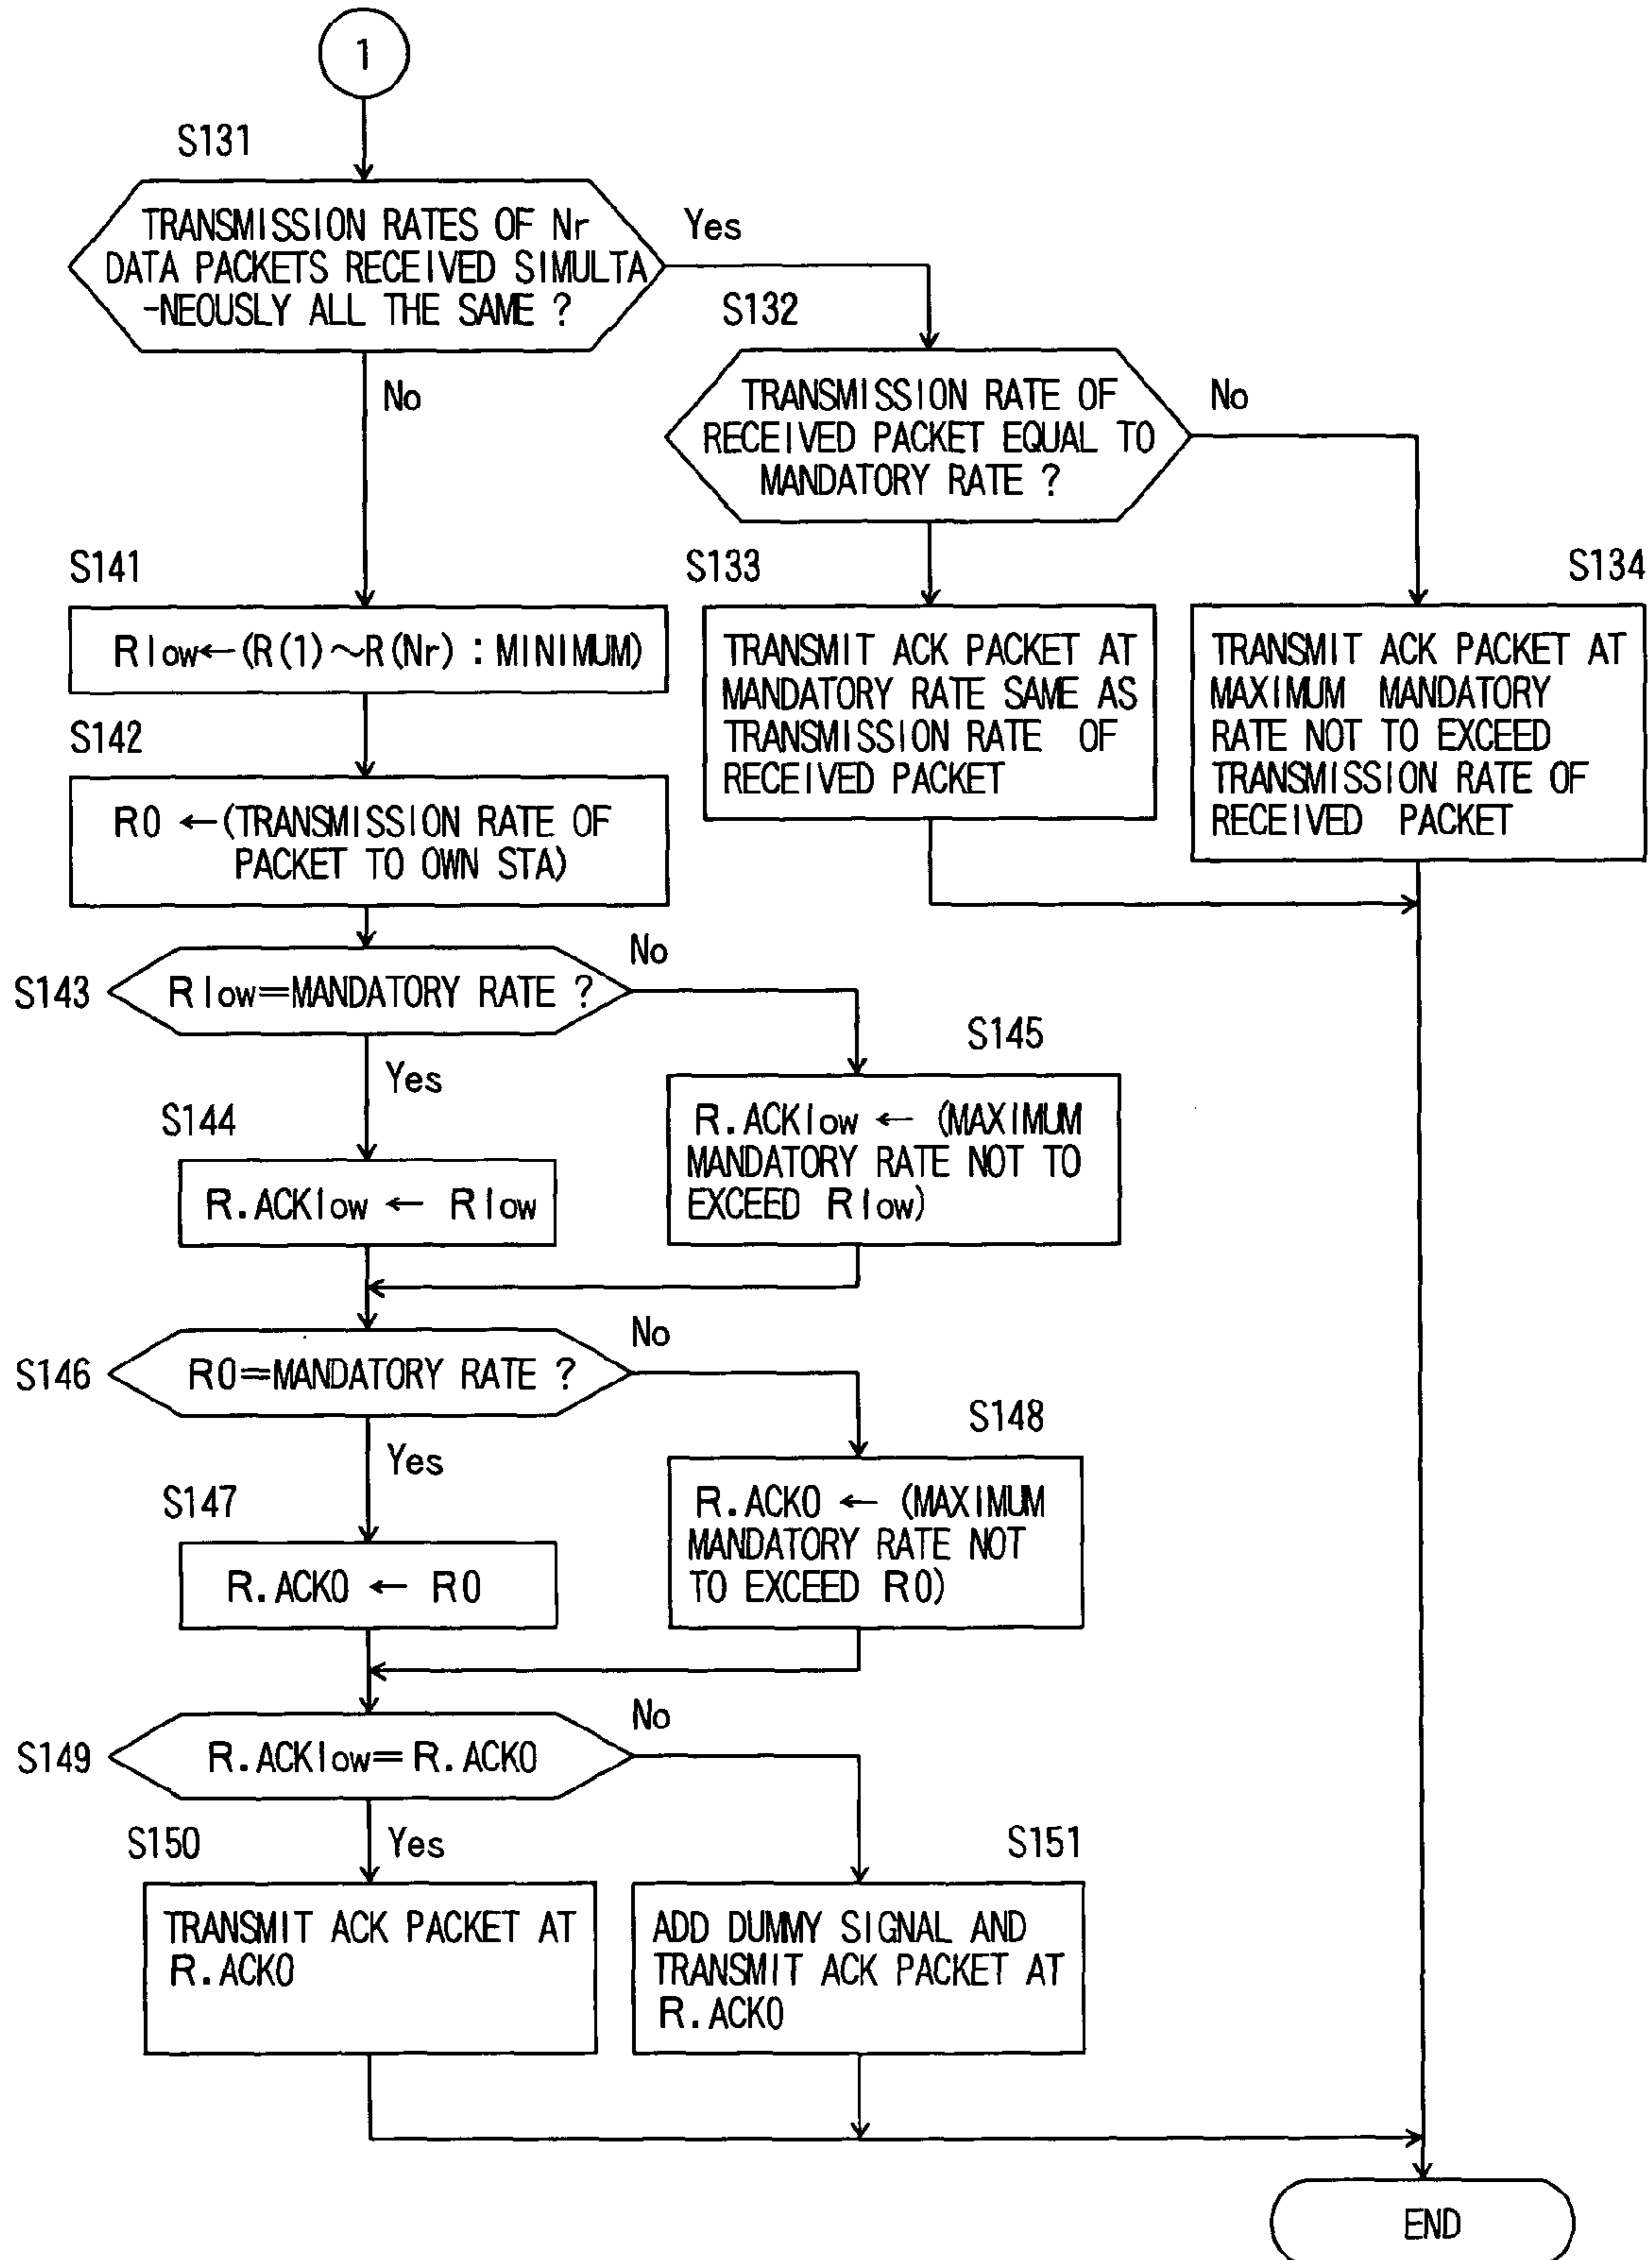 1
S131
TRANSMISSION RATES OF Nr
DATA PACKETS RECEIVED SIMULTA
-NEOUSLY ALL THE SAME ?
Yes
No
S132
TRANSMISSION RATE OF
RECEIVED PACKET EQUAL TO
MANDATORY RATE ?
No
S133
TRANSMIT ACK PACKET AT
MANDATORY RATE SAME AS
TRANSMISSION RATE OF
RECEIVED PACKET
S134
TRANSMIT ACK PACKET AT
MAXIMUM MANDATORY
RATE NOT TO EXCEED
TRANSMISSION RATE OF
RECEIVED PACKET
S141
Rlow←(R(1)~R(Nr):MINIMUM)
S142
R0 ←(TRANSMISSION RATE OF
PACKET TO OWN STA)
S143
Rlow=MANDATORY RATE ?
No
Yes
S144
R.ACKlow ← Rlow
S145
R.ACKlow ← (MAXIMUM
MANDATORY RATE NOT TO
EXCEED Rlow)
S146
R0=MANDATORY RATE ?
No
Yes
S147
R.ACK0 ← R0
S148
R.ACK0 ← (MAXIMUM
MANDATORY RATE NOT
TO EXCEED R0)
S149
R.ACKlow=R.ACK0
No
Yes
S150
TRANSMIT ACK PACKET AT
R.ACK0
S151
ADD DUMMY SIGNAL AND
TRANSMIT ACK PACKET AT
R.ACK0
END